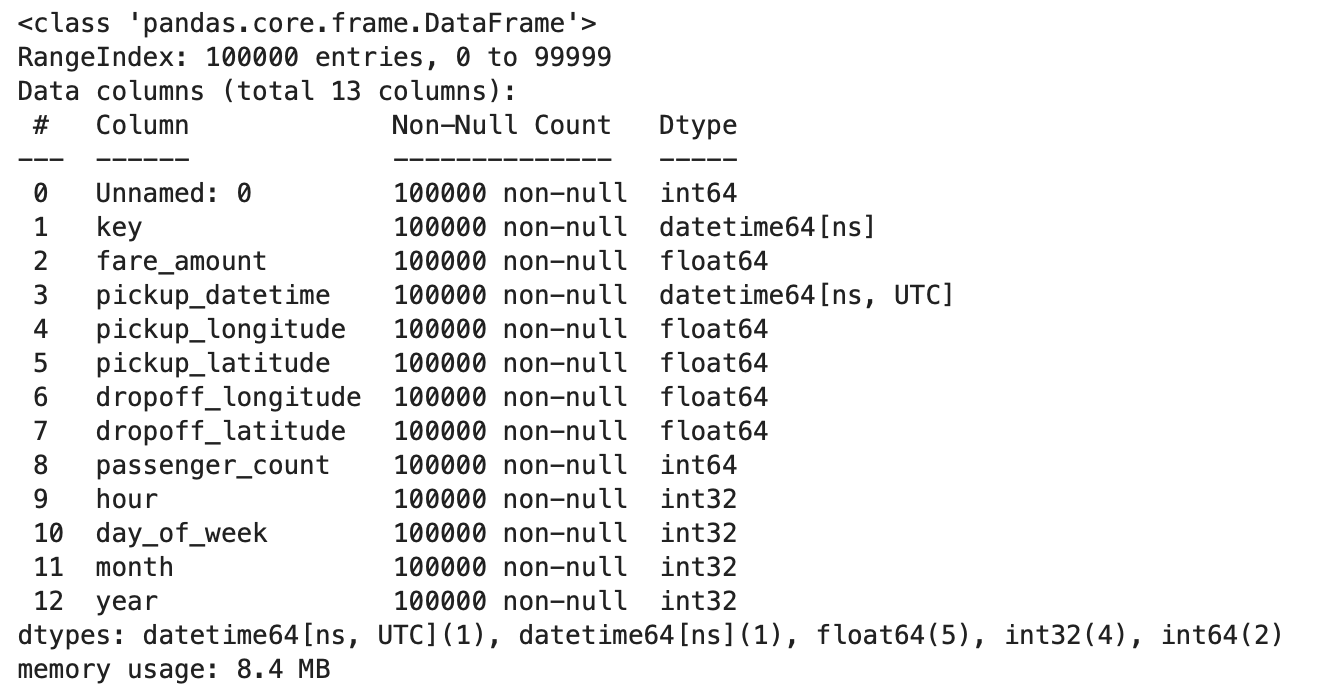 <class 'pandas.core.frame.DataFrame'>
RangeIndex: 100000 entries, 0 to 99999
Data columns (total 13 columns):
 #   Column             Non-Null Count   Dtype
---  ------             --------------   -----
 0   Unnamed: 0         100000 non-null  int64
 1   key                100000 non-null  datetime64[ns]
 2   fare_amount        100000 non-null  float64
 3   pickup_datetime    100000 non-null  datetime64[ns, UTC]
 4   pickup_longitude   100000 non-null  float64
 5   pickup_latitude    100000 non-null  float64
 6   dropoff_longitude  100000 non-null  float64
 7   dropoff_latitude   100000 non-null  float64
 8   passenger_count    100000 non-null  int64
 9   hour               100000 non-null  int32
 10  day_of_week        100000 non-null  int32
 11  month              100000 non-null  int32
 12  year               100000 non-null  int32
dtypes: datetime64[ns, UTC](1), datetime64[ns](1), float64(5), int32(4), int64(2)
memory usage: 8.4 MB